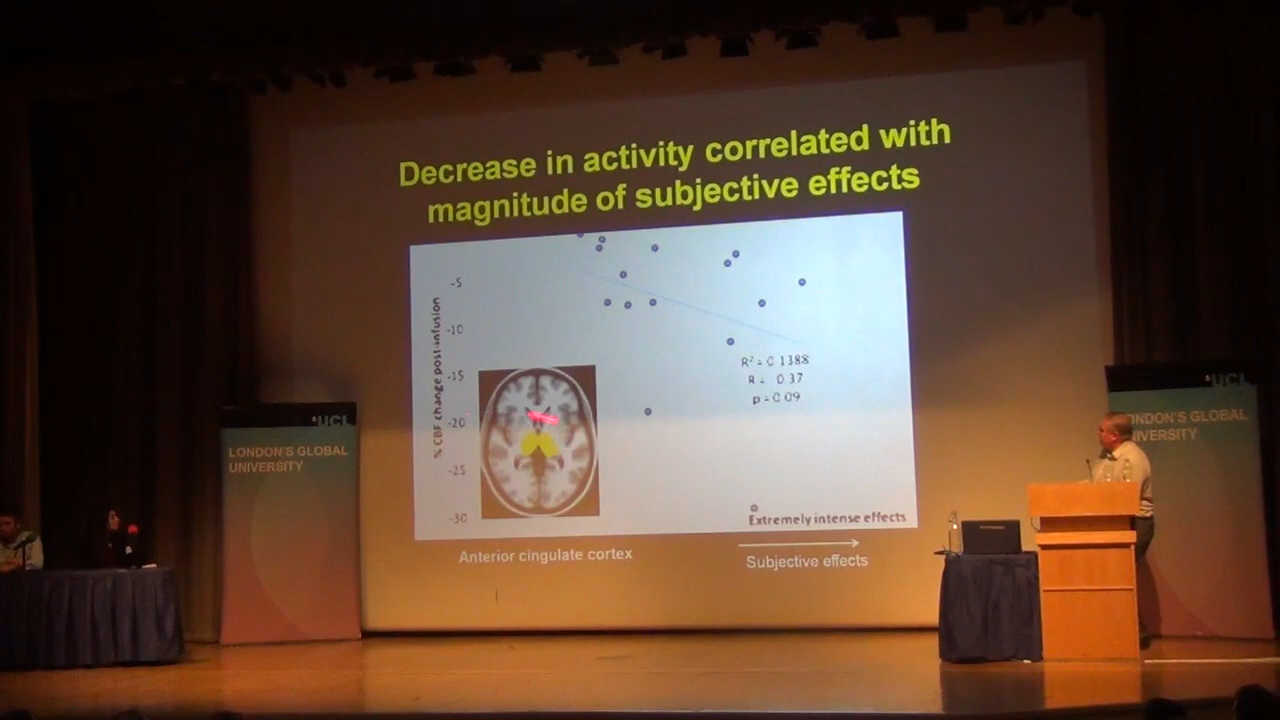 Decrease in activity correlated with
magnitude of subjective effects
% CBF change post-infusion
-5
-10
-15
-20
-25
-30
R² = 0.1388
R = 0.37
p = 0.09
Extremely intense effects
Anterior cingulate cortex
Subjective effects
UCL
LONDON'S GLOBAL
UNIVERSITY
UCL
LONDON'S GLOBAL
UNIVERSITY